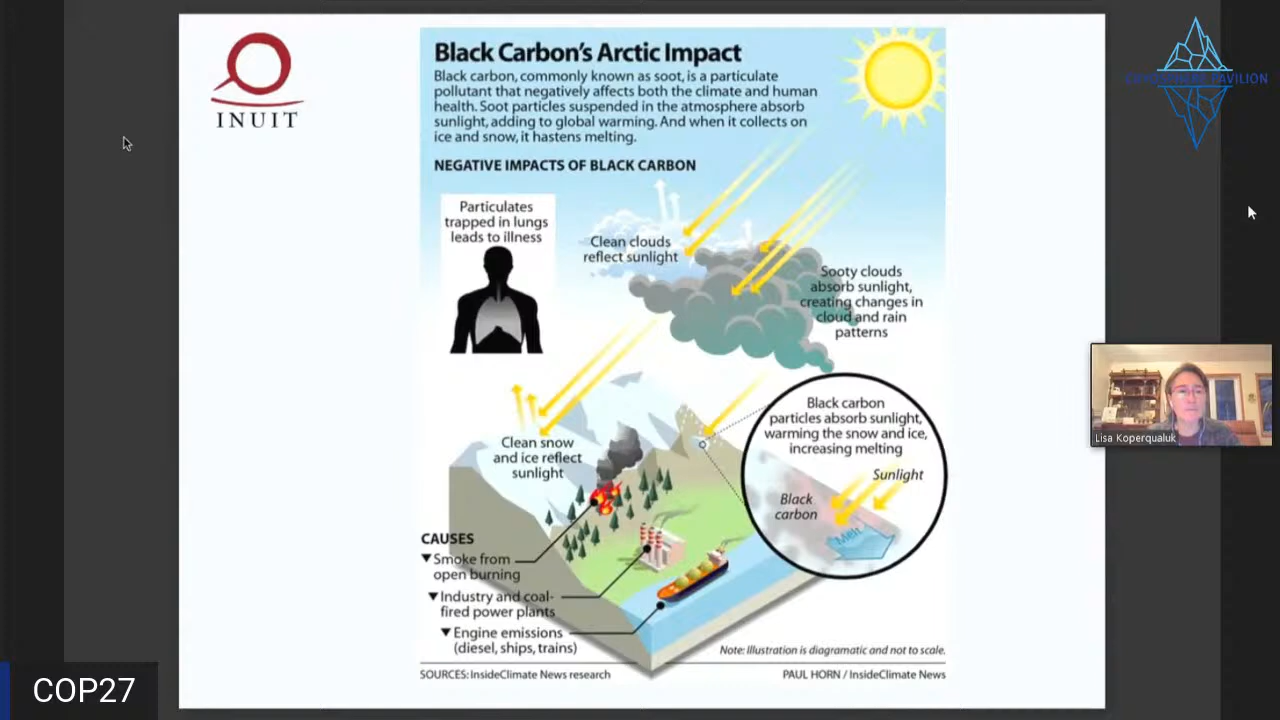 INUIT
Black Carbon's Arctic Impact
Black carbon, commonly known as soot, is a particulate
pollutant that negatively affects both the climate and human
health. Soot particles suspended in the atmosphere absorb
sunlight, adding to global warming. And when it collects on
ice and snow, it hastens melting.
NEGATIVE IMPACTS OF BLACK CARBON
Particulates
trapped in lungs
leads to illness
Clean clouds
reflect sunlight
Sooty clouds
absorb sunlight,
creating changes in
cloud and rain
patterns
Clean snow
and ice reflect
sunlight
Black carbon
particles absorb sunlight,
warming the snow and ice,
increasing melting
Sunlight
Black
carbon
Melt
CAUSES
Smoke from
open burning
Industry and coal-
fired power plants
Engine emissions
(diesel, ships, trains)
Note: Illustration is diagramatic and not to scale.
SOURCES: InsideClimate News research
PAUL HORN / InsideClimate News
CRYOSPHERE PAVILION
Lisa Koperqualuk
COP27